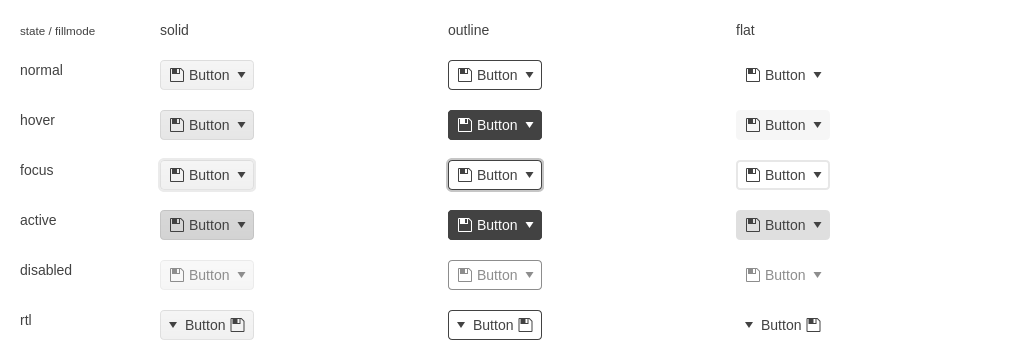 state / fillmode solid outline flat
normal Button Button Button
hover Button Button Button
focus Button Button Button
active Button Button Button
disabled Button Button Button
rtl Button Button Button